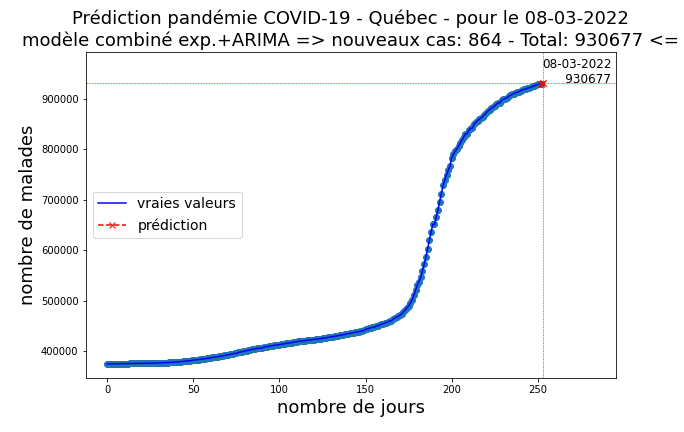 Prédiction pandémie COVID-19 - Québec - pour le 08-03-2022
modèle combiné exp.+ARIMA => nouveaux cas: 864 - Total: 930677 <=
08-03-2022
930677
900000
800000
700000
600000
500000
400000
nombre de malades
vraies valeurs
prédiction
0 50 100 150 200 250
nombre de jours